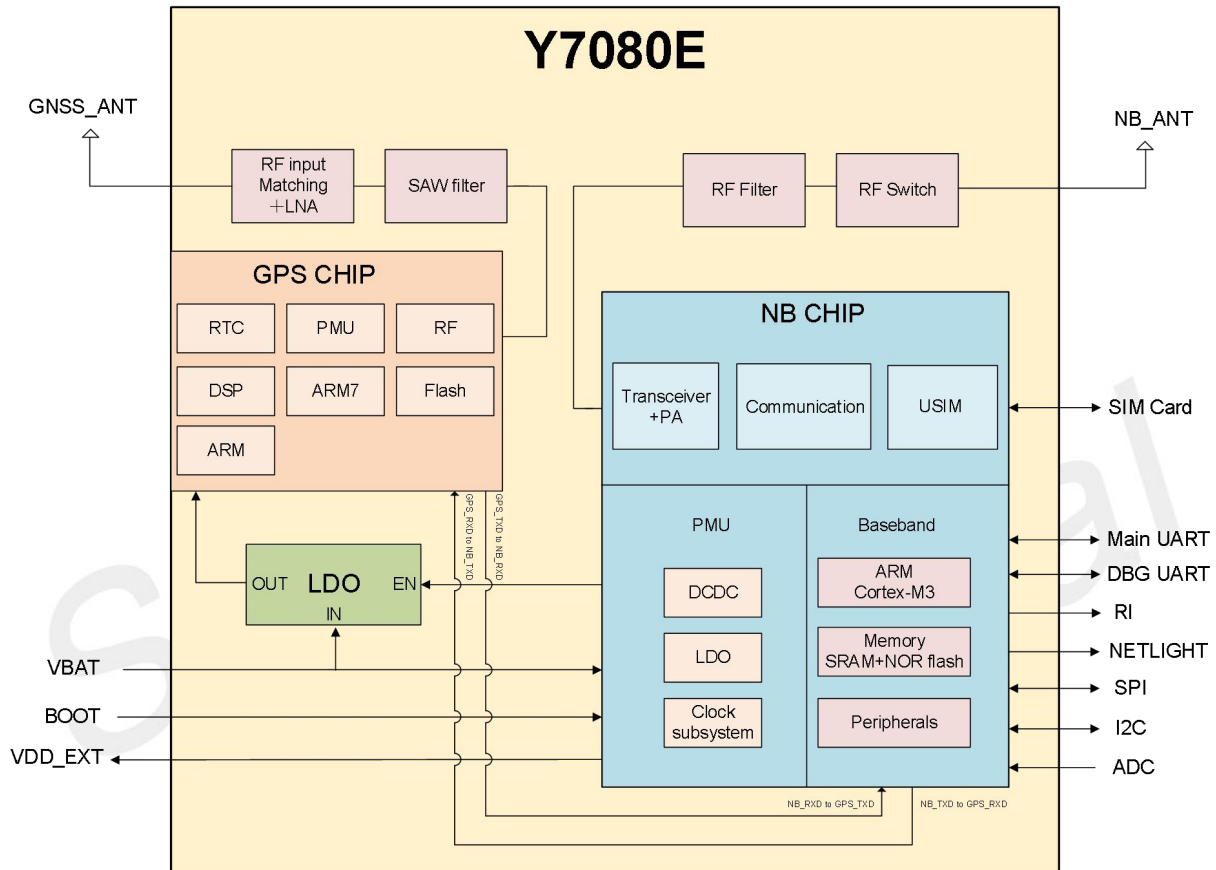 Y7080E
GNSS_ANT
NB_ANT
RF input
Matching
+LNA
SAW filter
RF Filter
RF Switch
GPS CHIP
RTC
PMU
RF
DSP
ARM7
Flash
ARM
NB CHIP
Transceiver
+PA
Communication
USIM
SIM Card
GPS_RXD to NB_TXD
GPS_TXD to NB_RXD
OUT
LDO
EN
IN
PMU
DCDC
LDO
Clock
subsystem
Baseband
ARM
Cortex-M3
Memory
SRAM+NOR flash
Peripherals
Main UART
DBG UART
RI
NETLIGHT
SPI
I2C
ADC
VBAT
BOOT
VDD_EXT
NB_RXD to GPS_TXD
NB_TXD to GPS_RXD